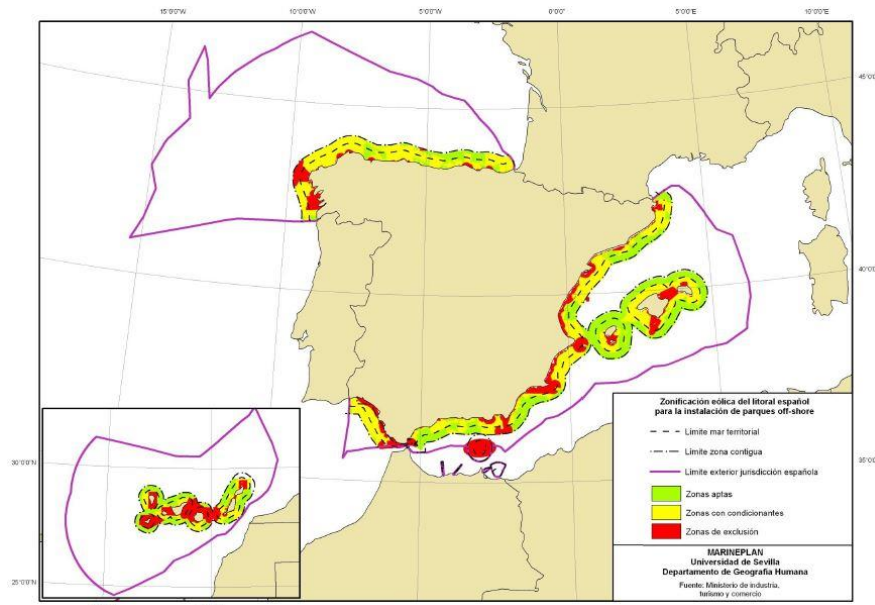 15°0'0"W
10°0'0"W
5°0'0"W
0°0'0"
5°0'0"E
10°0'0"E
45°0'0"N
40°0'0"N
35°0'0"N
30°0'0"N
25°0'0"N
Zonificación eólica del litoral español
para la instalación de parques off-shore
Límite mar territorial
Límite zona contigua
Límite exterior jurisdicción española
Zonas aptas
Zonas con condicionantes
Zonas de exclusión
MARINEPLAN
Universidad de Sevilla
Departamento de Geografía Humana
Fuente: Ministerio de industria,
turismo y comercio